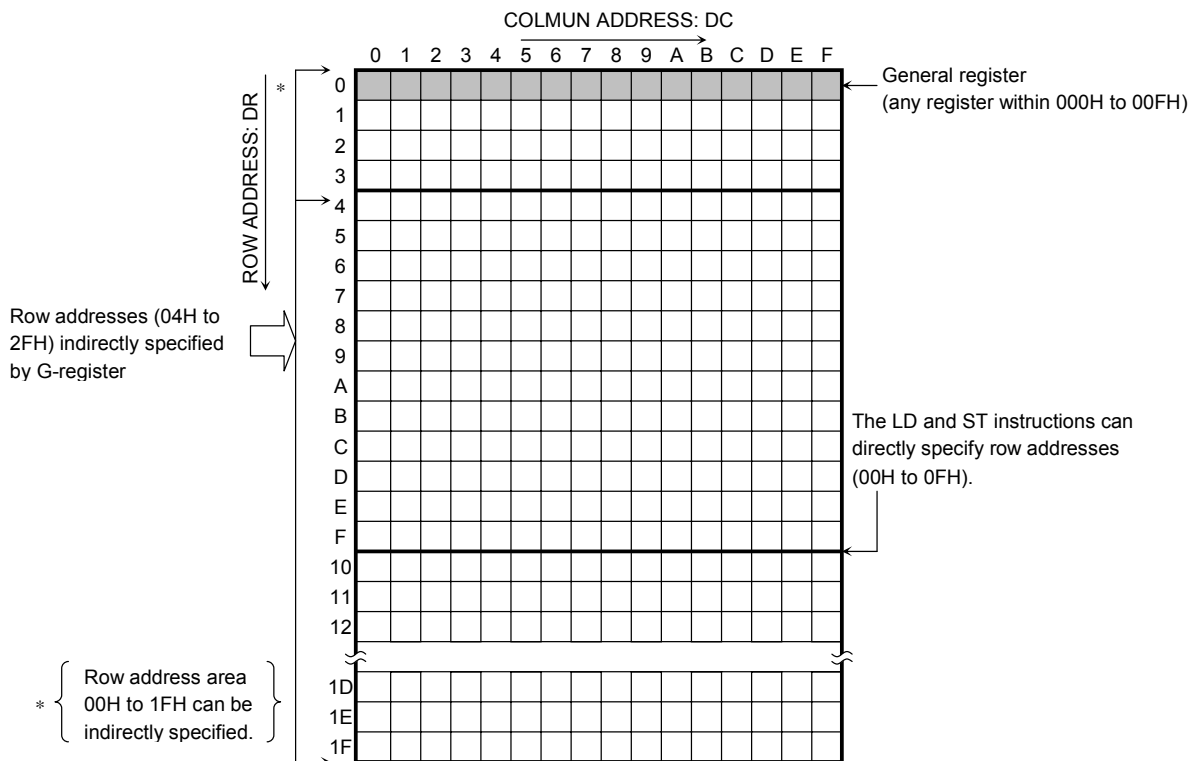 COLMUN ADDRESS: DC
0 1 2 3 4 5 6 7 8 9 A B C D E F
ROW ADDRESS: DR
*
0
1
2
3
4
5
6
7
8
9
A
B
C
D
E
F
10
11
12
1D
1E
1F
General register
(any register within 000H to 00FH)
Row addresses (04H to
2FH) indirectly specified
by G-register
The LD and ST instructions can
directly specify row addresses
(00H to 0FH).
*
Row address area
00H to 1FH can be
indirectly specified.